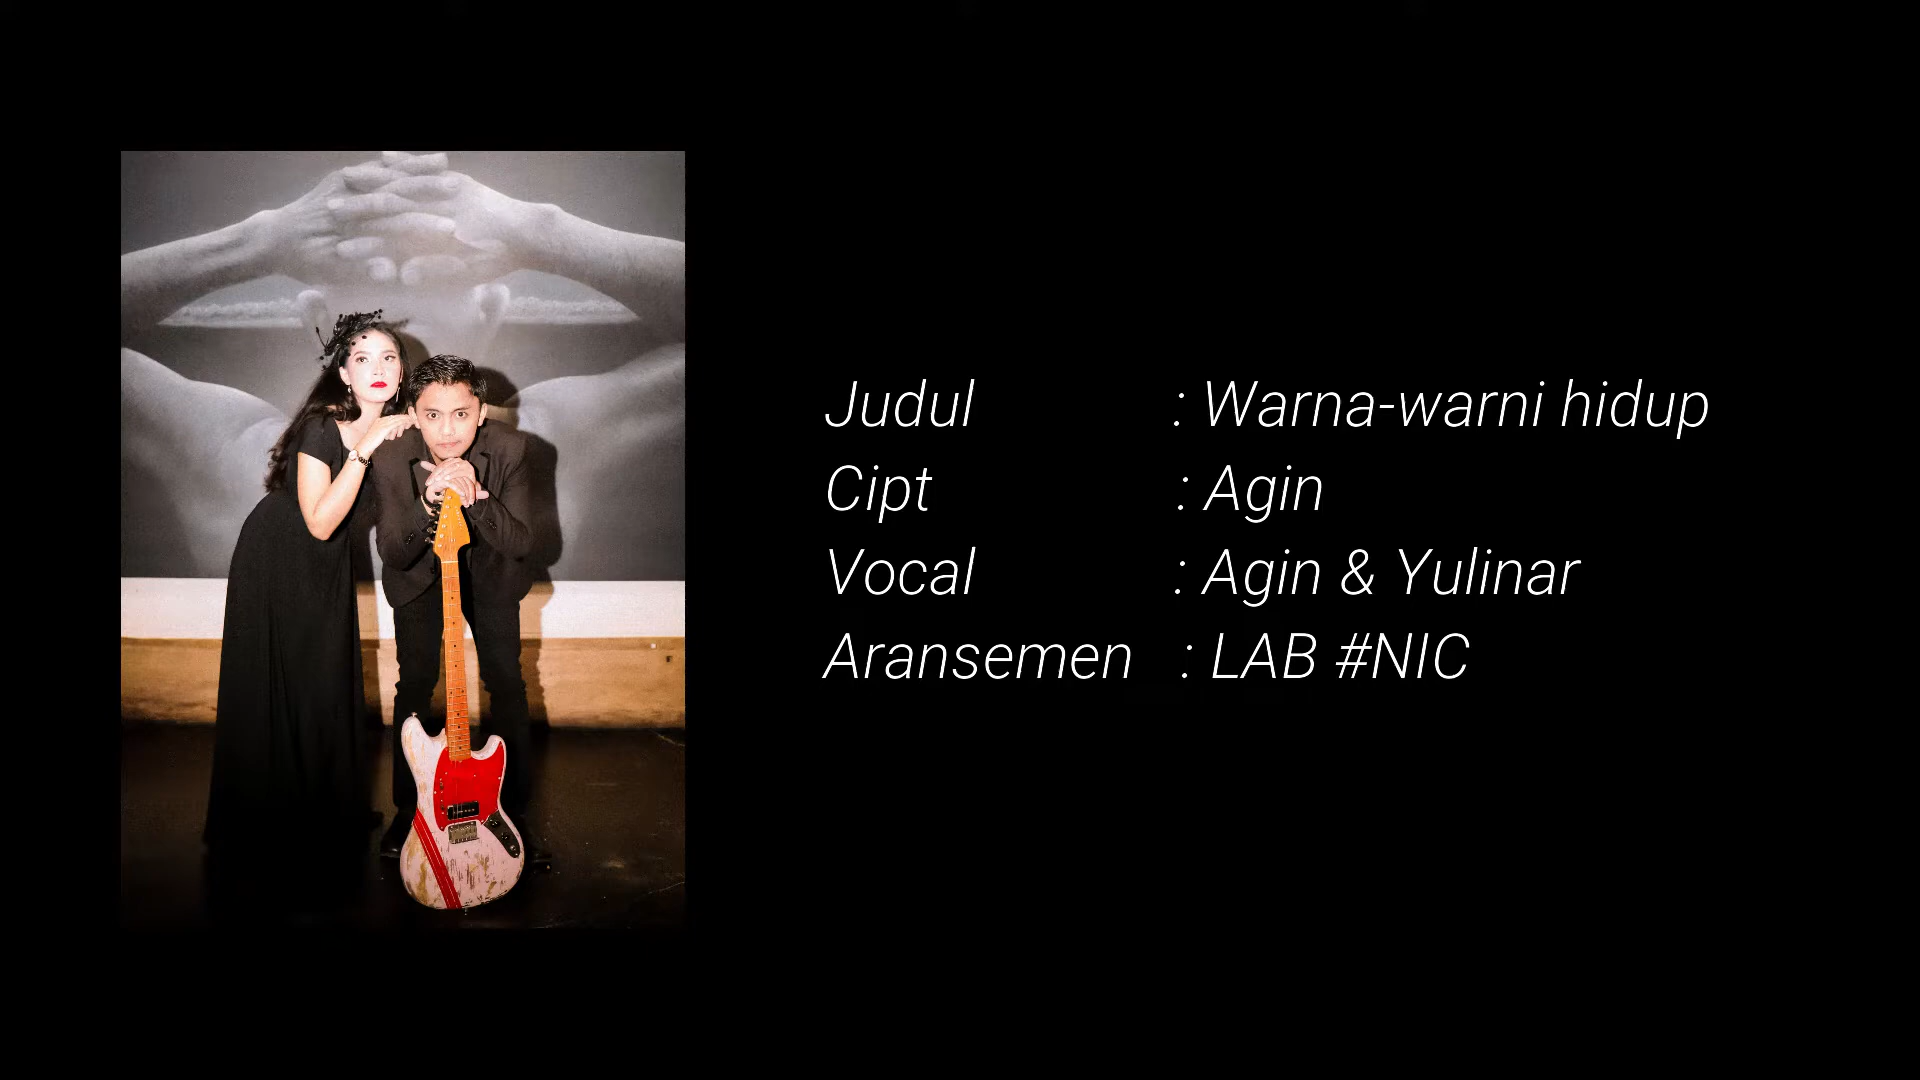 Judul : Warna-warni hidup
Cipt : Agin
Vocal : Agin & Yulinar
Aransemen : LAB #NIC